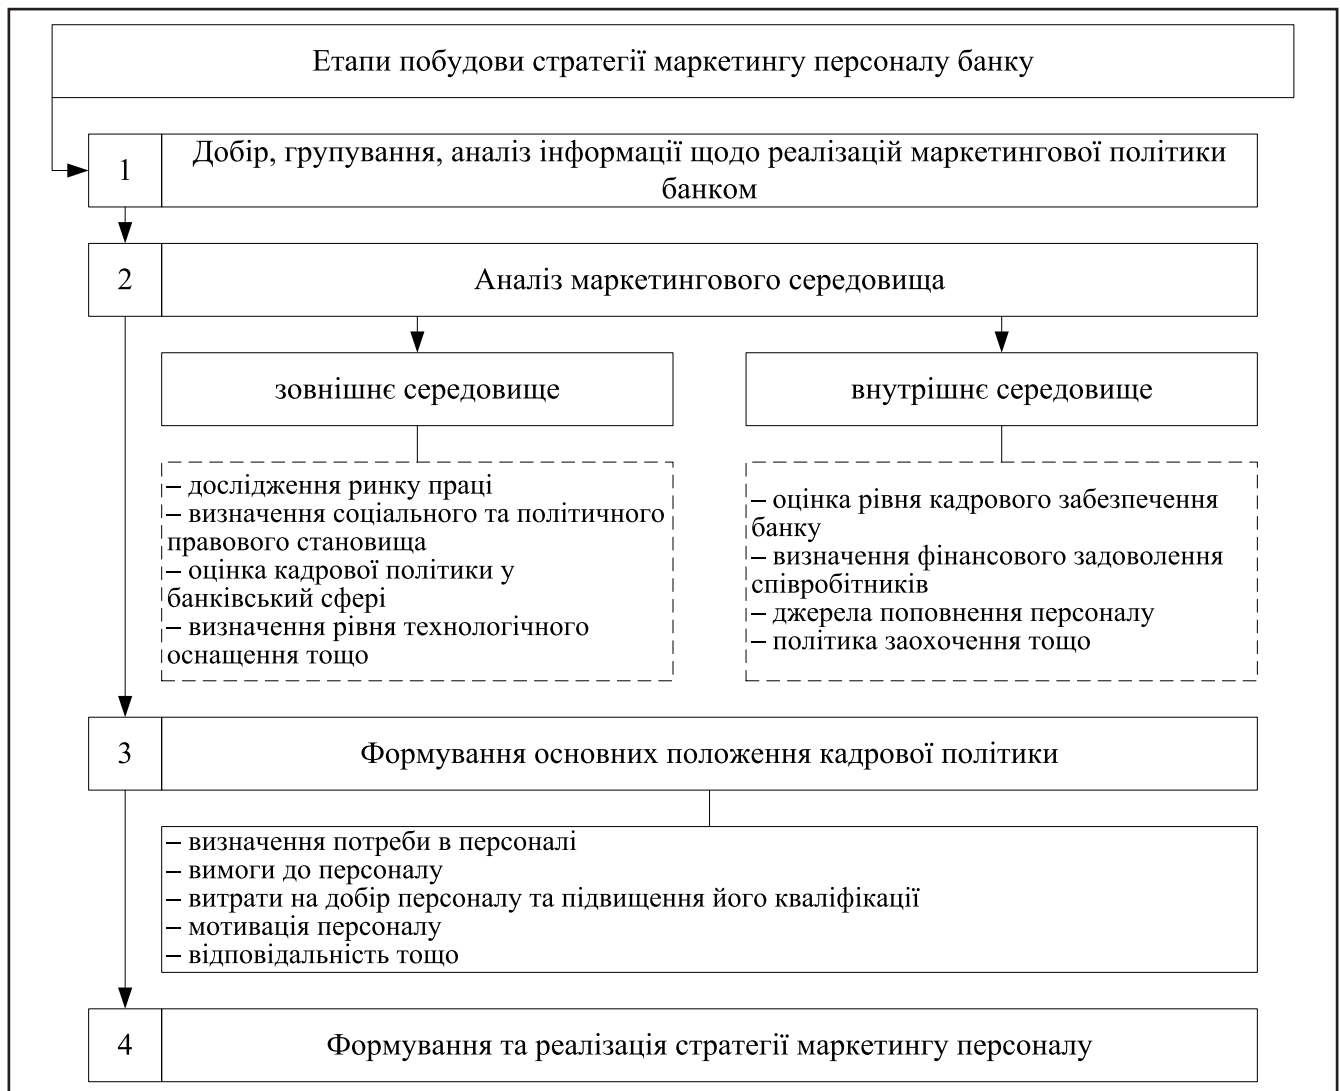 Етапи побудови стратегії маркетингу персоналу банку
1
Добір, групування, аналіз інформації щодо реалізацій маркетингової політики
банком
2
Аналіз маркетингового середовища
зовнішнє середовище
– дослідження ринку праці
– визначення соціального та політичного
правового становища
– оцінка кадрової політики у
банківський сфері
– визначення рівня технологічного
оснащення тощо
внутрішнє середовище
– оцінка рівня кадрового забезпечення
банку
– визначення фінансового задоволення
співробітників
– джерела поповнення персоналу
– політика заохочення тощо
3
Формування основних положення кадрової політики
– визначення потреби в персоналі
– вимоги до персоналу
– витрати на добір персоналу та підвищення його кваліфікації
– мотивація персоналу
– відповідальність тощо
4
Формування та реалізація стратегії маркетингу персоналу